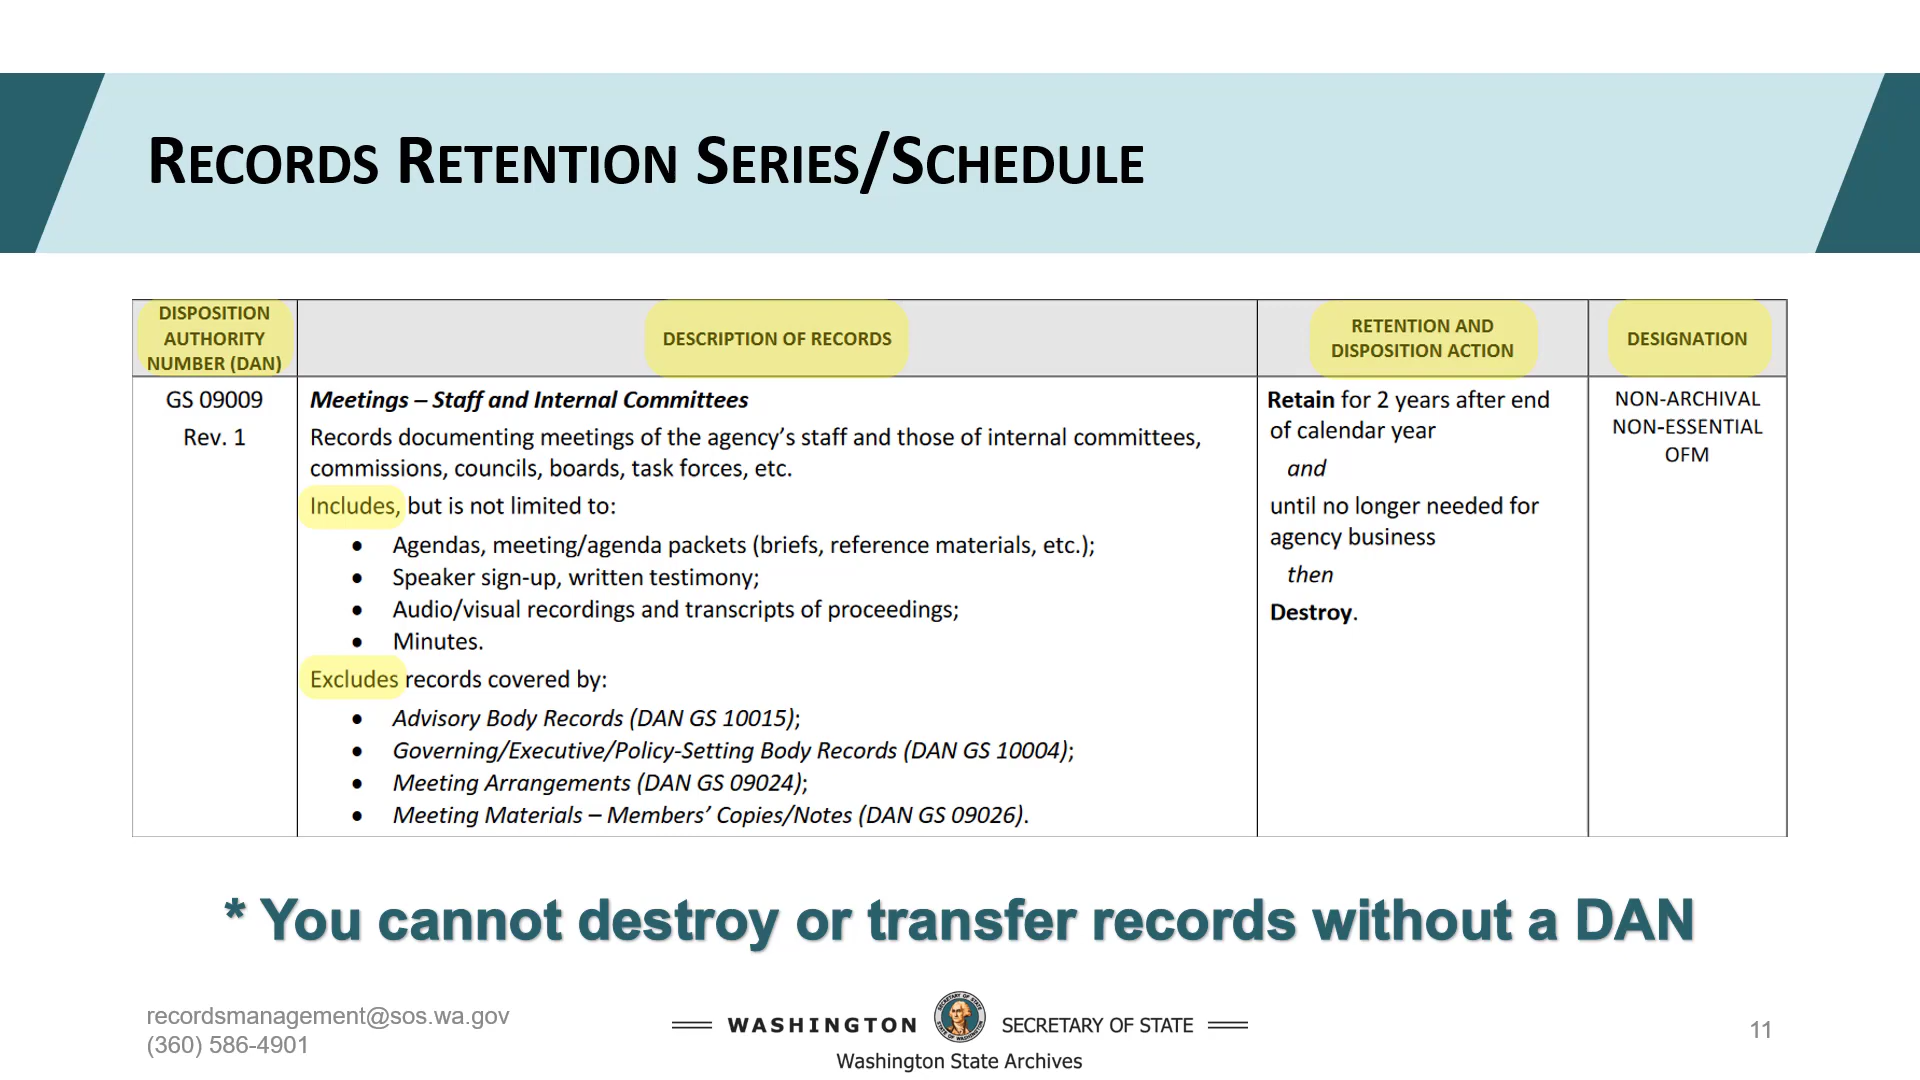 RECORDS RETENTION SERIES/SCHEDULE
DISPOSITION
AUTHORITY
NUMBER (DAN)
DESCRIPTION OF RECORDS
RETENTION AND
DISPOSITION ACTION
DESIGNATION
GS 09009
Rev. 1
Meetings – Staff and Internal Committees
Records documenting meetings of the agency’s staff and those of internal committees,
commissions, councils, boards, task forces, etc.
Includes, but is not limited to:
• Agendas, meeting/agenda packets (briefs, reference materials, etc.);
• Speaker sign-up, written testimony;
• Audio/visual recordings and transcripts of proceedings;
• Minutes.
Excludes records covered by:
• Advisory Body Records (DAN GS 10015);
• Governing/Executive/Policy-Setting Body Records (DAN GS 10004);
• Meeting Arrangements (DAN GS 09024);
• Meeting Materials – Members’ Copies/Notes (DAN GS 09026).
Retain for 2 years after end
of calendar year
and
until no longer needed for
agency business
then
Destroy.
NON-ARCHIVAL
NON-ESSENTIAL
OFM
* You cannot destroy or transfer records without a DAN
recordsmanagement@sos.wa.gov
(360) 586-4901
WASHINGTON SECRETARY OF STATE
Washington State Archives
11